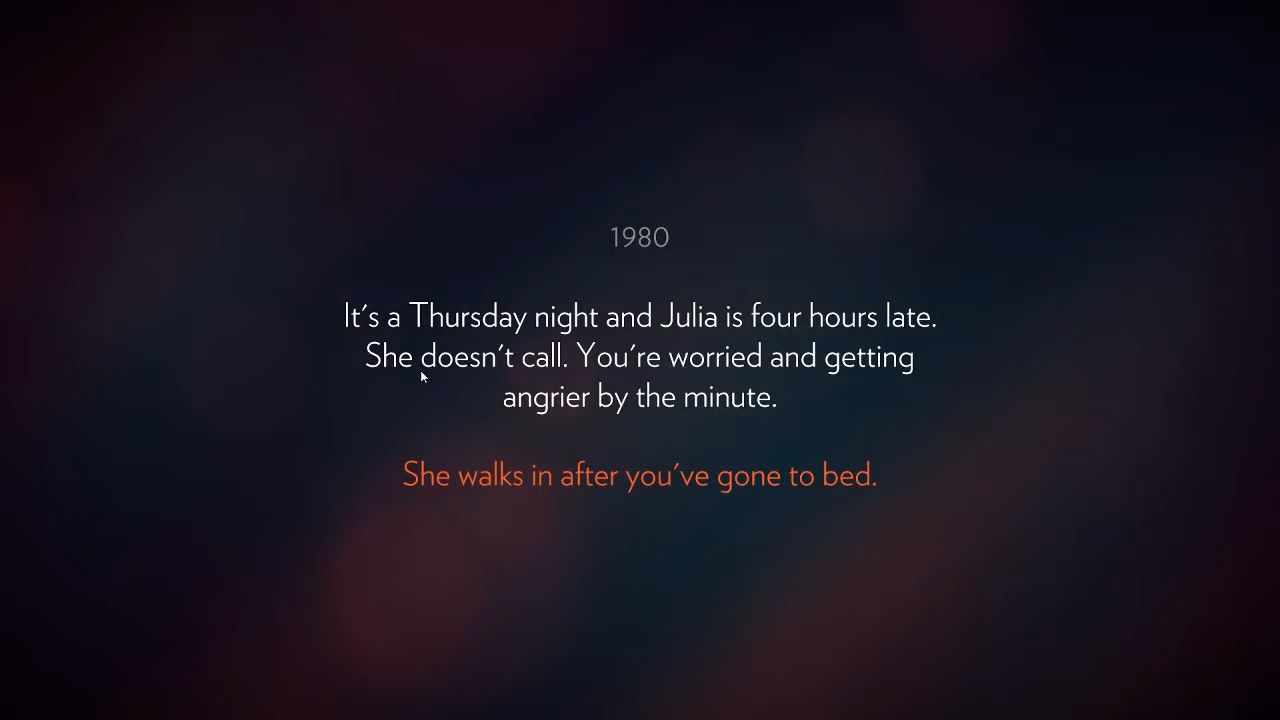 1980
It's a Thursday night and Julia is four hours late.
She doesn't call. You're worried and getting
angrier by the minute.
She walks in after you've gone to bed.